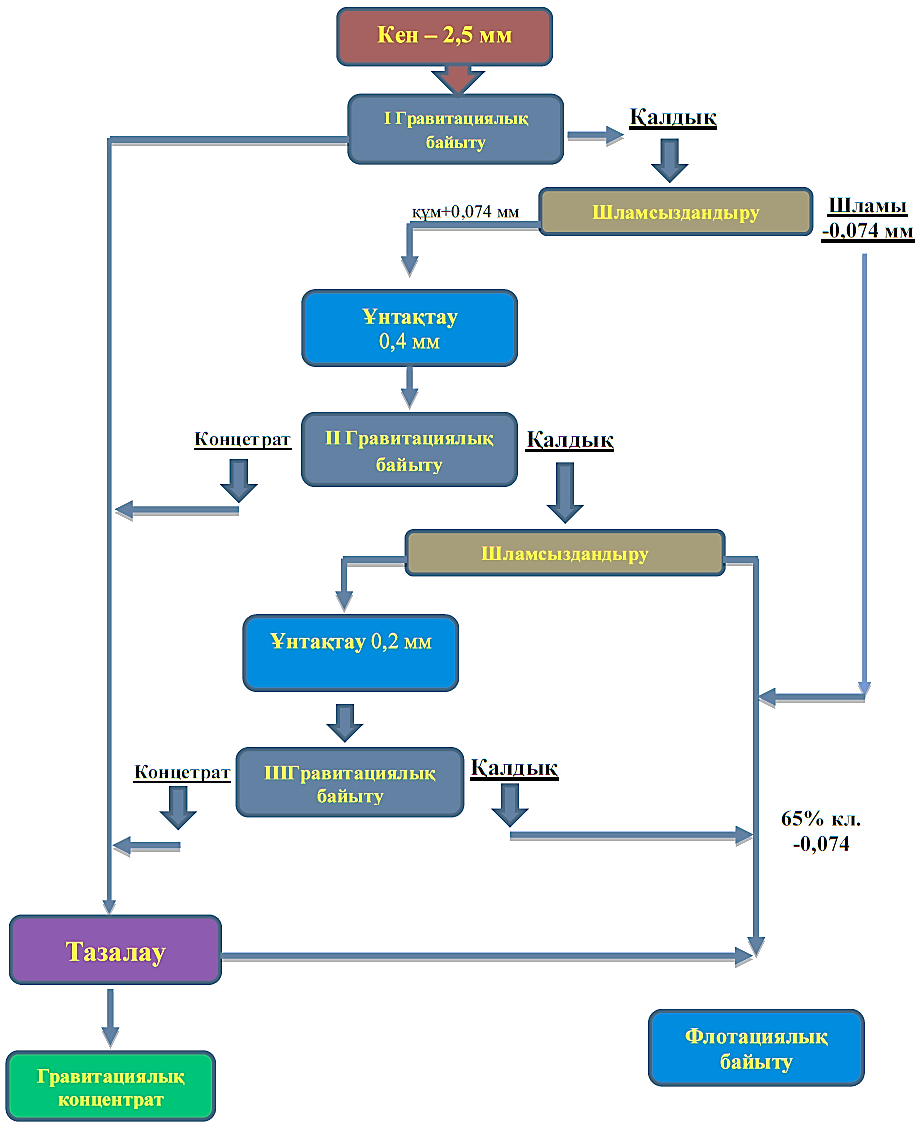 Кен – 2,5 мм
I Гравитациялық
байыту
Қалдық
Шламсыздандыру
Шламы
-0,074 мм
құм+0,074 мм
Ұнтақтау
0,4 мм
Концетрат
II Гравитациялық
байыту
Қалдық
Шламсыздандыру
Ұнтақтау 0,2 мм
Концетрат
IIIГравитациялық
байыту
Қалдық
65% кл.
-0,074
Тазалау
Флотациялық
байыту
Гравитациялық
концентрат